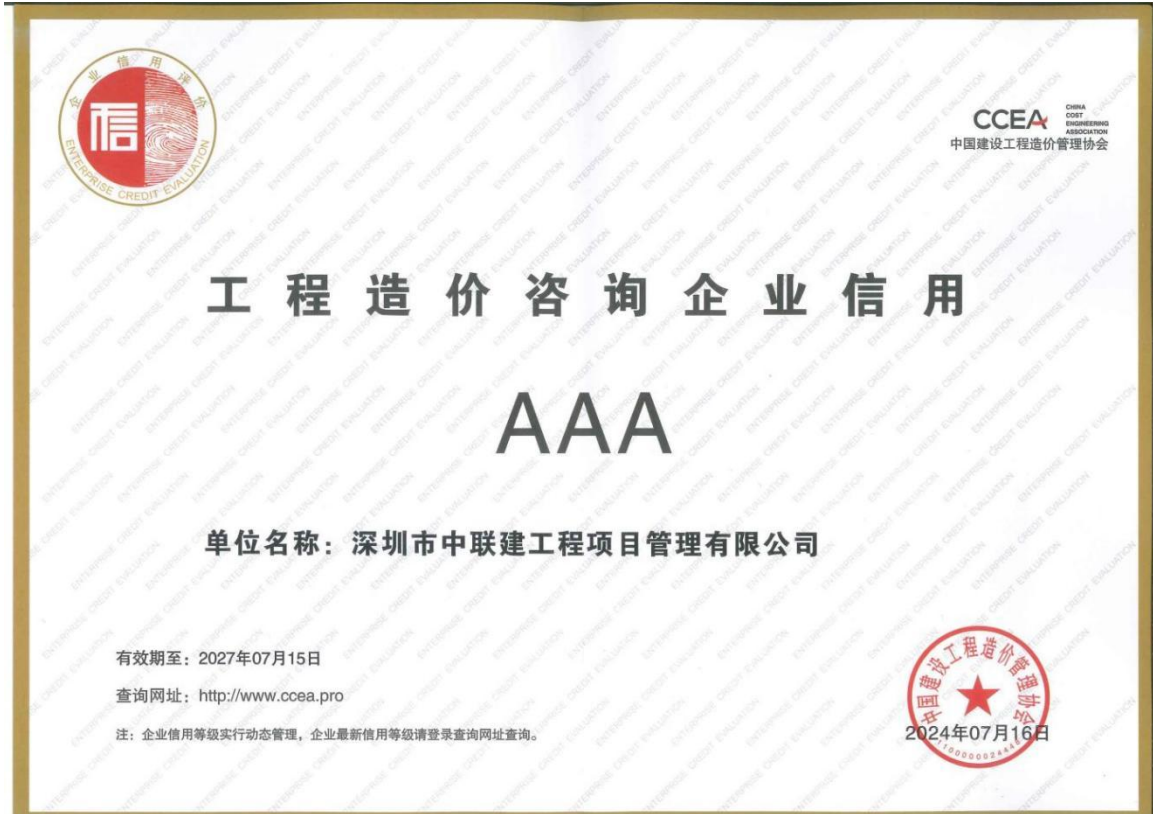 企业信用评价
信
ENTERPRISE CREDIT EVALUATION
CCEA
CHINA
COST
ENGINEERING
ASSOCIATION
中国建设工程造价管理协会
工程造价咨询企业信用
AAA
单位名称：深圳市中联建工程项目管理有限公司
有效期至：2027年07月15日
查询网址：http://www.ccea.pro
注：企业信用等级实行动态管理，企业最新信用等级请登录查询网址查询。
中国建设工程造价管理协会
2024年07月16日